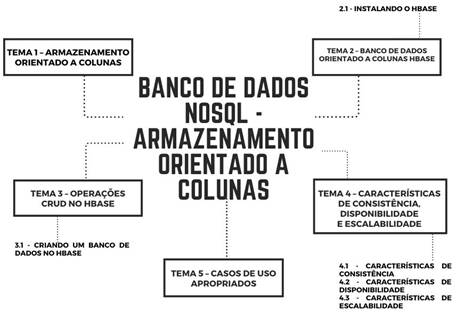 2.1 - INSTALANDO O HBASE
TEMA 1 – ARMAZENAMENTO
ORIENTADO A COLUNAS
TEMA 2 – BANCO DE DADOS
ORIENTADO A COLUNAS HBASE
BANCO DE DADOS
NOSQL -
ARMAZENAMENTO
ORIENTADO A
COLUNAS
TEMA 3 – OPERAÇÕES
CRUD NO HBASE
3.1 - CRIANDO UM BANCO DE
DADOS NO HBASE
TEMA 4 – CARACTERÍSTICAS
DE CONSISTÊNCIA,
DISPONIBILIDADE
E ESCALABILIDADE
4.1 - CARACTERÍSTICAS DE
CONSISTÊNCIA
4.2 - CARACTERÍSTICAS DE
DISPONIBILIDADE
4.3 - CARACTERÍSTICAS DE
ESCALABILIDADE
TEMA 5 – CASOS DE USO
APROPRIADOS